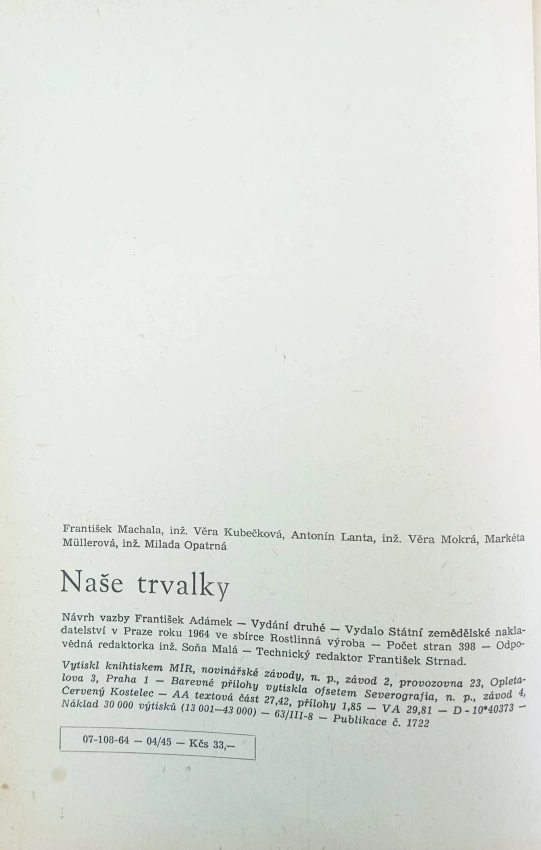 František Machala, inž. Věra Kubečková, Antonín Lanta, inž. Věra Mokrá, Markéta
Müllerová, inž. Milada Opatrná
Naše trvalky
Návrh vazby František Adámek — Vydání druhé — Vydalo Státní zemědělské nakla-
datelství v Praze roku 1964 ve sbírce Rostlinná výroba — Počet stran 398 — Odpo-
vědná redaktorka inž. Soňa Malá — Technický redaktor František Strnad.
Vytiskl knihtiskem MÍR, novinářské závody, n. p., závod 2, provozovna 23, Opleta-
lova 3, Praha 1 — Barevné přílohy vytiskla ofsetem Severografia, n. p., závod 4,
Červený Kostelec — AA textová část 27,42, přílohy 1,85 — VA 29,81 — D-10*40373 —
Náklad 30 000 výtisků (13 001—43 000) — 63/III-8 — Publikace č. 1722
07-108-64 — 04/45 — Kčs 33,—